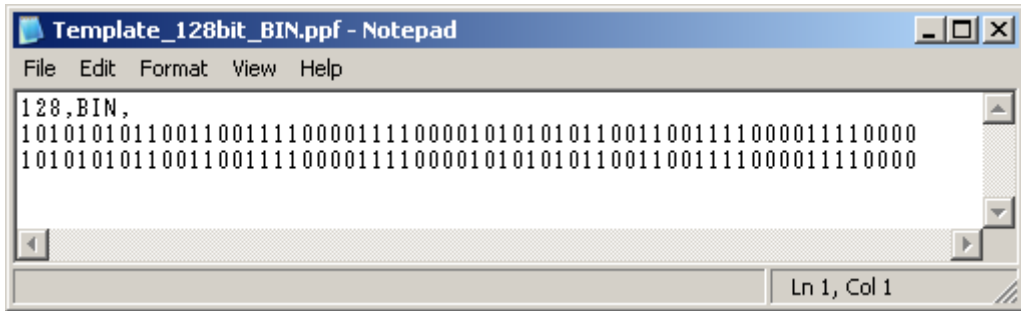 Template_128bit_BIN.ppf - Notepad
File Edit Format View Help
128,BIN,
1010101011001100111100001111000010101010110011001111000011110000
1010101011001100111100001111000010101010110011001111000011110000
Ln 1, Col 1